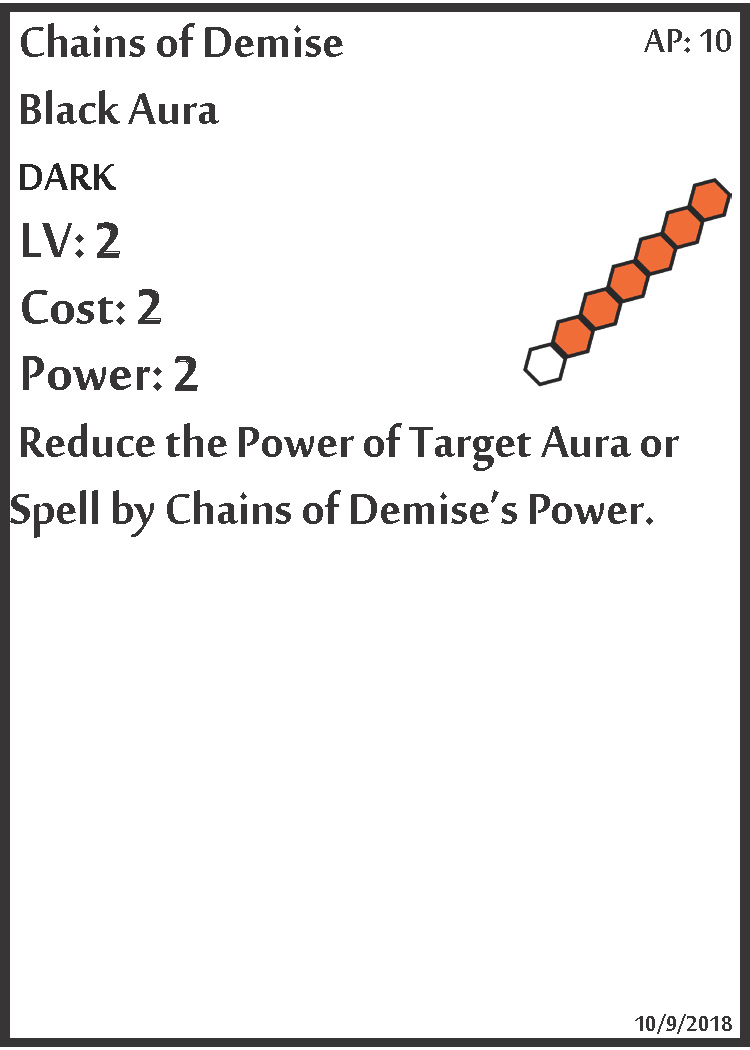 Chains of Demise
AP: 10
Black Aura
DARK
LV: 2
Cost: 2
Power: 2
Reduce the Power of Target Aura or
Spell by Chains of Demise’s Power.
10/9/2018